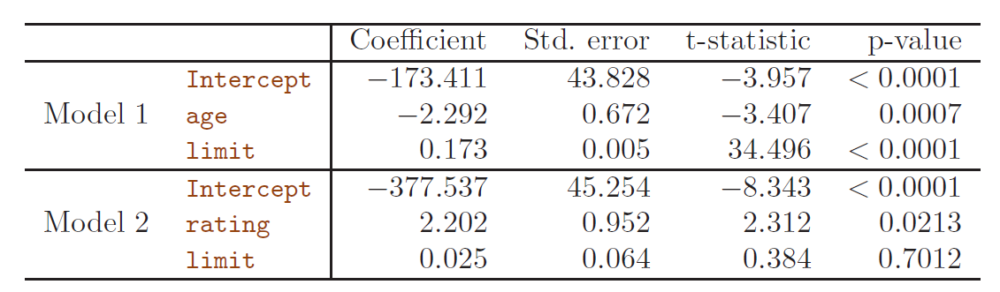 Coefficient Std. error t-statistic p-value
Intercept −173.411 43.828 −3.957 < 0.0001
Model 1 age −2.292 0.672 −3.407 0.0007
limit 0.173 0.005 34.496 < 0.0001
Intercept −377.537 45.254 −8.343 < 0.0001
Model 2 rating 2.202 0.952 2.312 0.0213
limit 0.025 0.064 0.384 0.7012